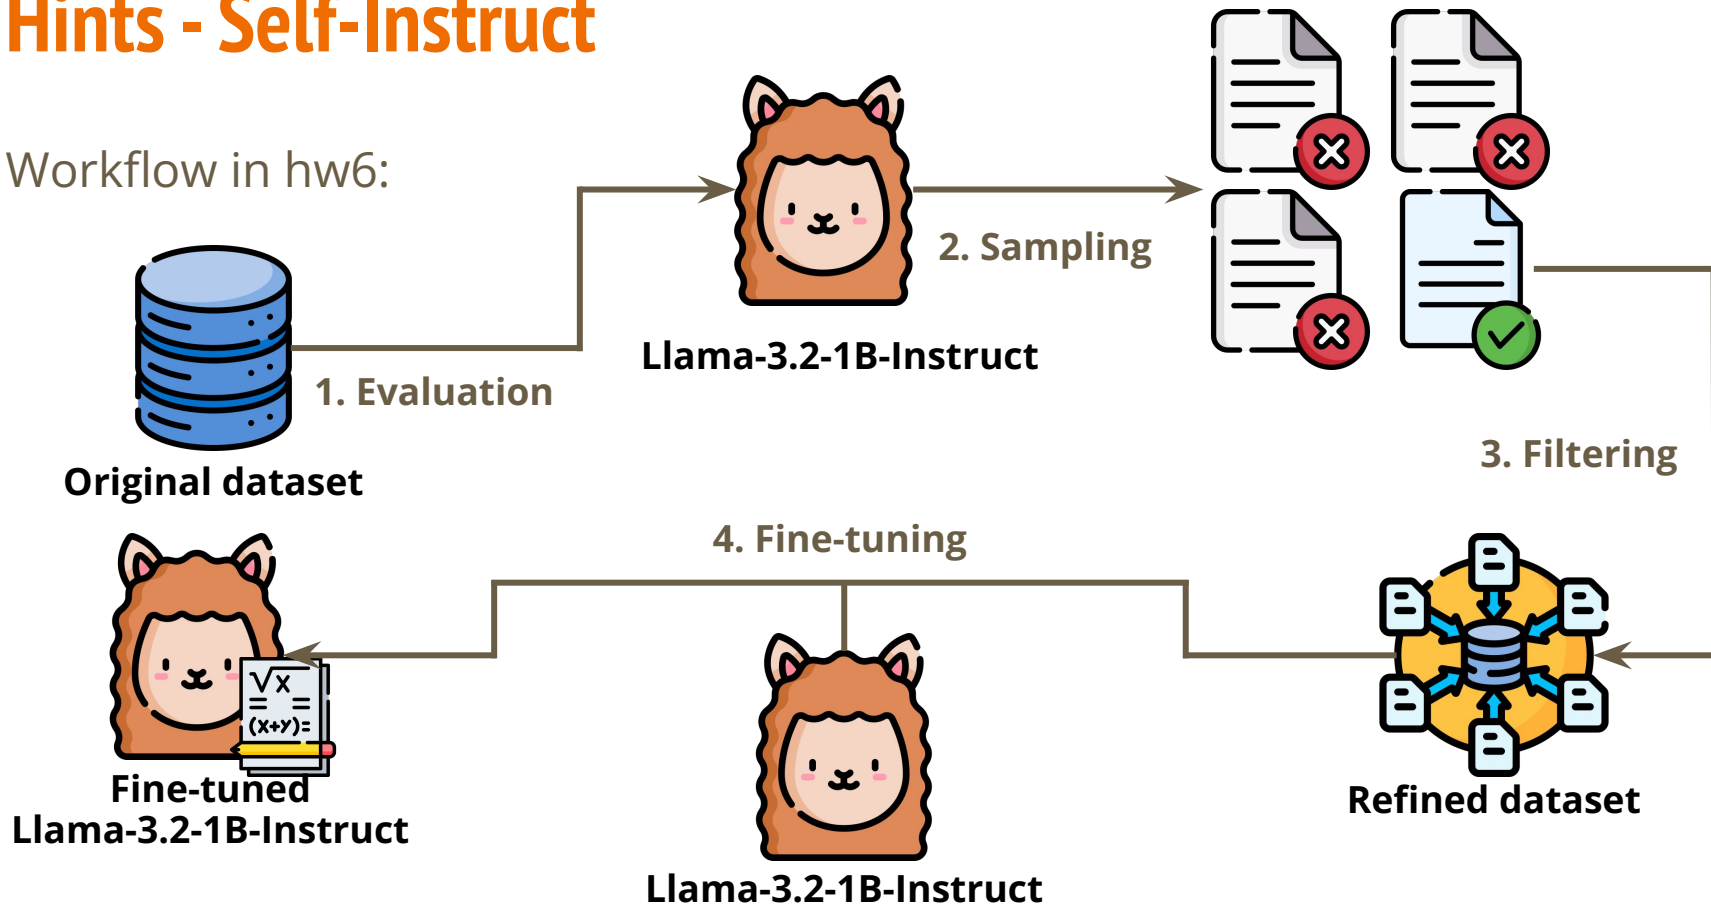 Hints - Self-Instruct
Workflow in hw6:
1. Evaluation
Original dataset
Llama-3.2-1B-Instruct
2. Sampling
3. Filtering
4. Fine-tuning
Refined dataset
Llama-3.2-1B-Instruct
√x
= =
(x+y)=
Fine-tuned
Llama-3.2-1B-Instruct